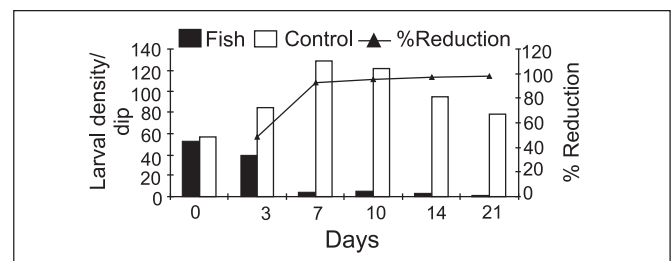 Fish Control %Reduction
Larval density/
dip
140
120
100
80
60
40
20
0
120
100
80
60
40
20
0
% Reduction
0 3 7 10 14 21
Days